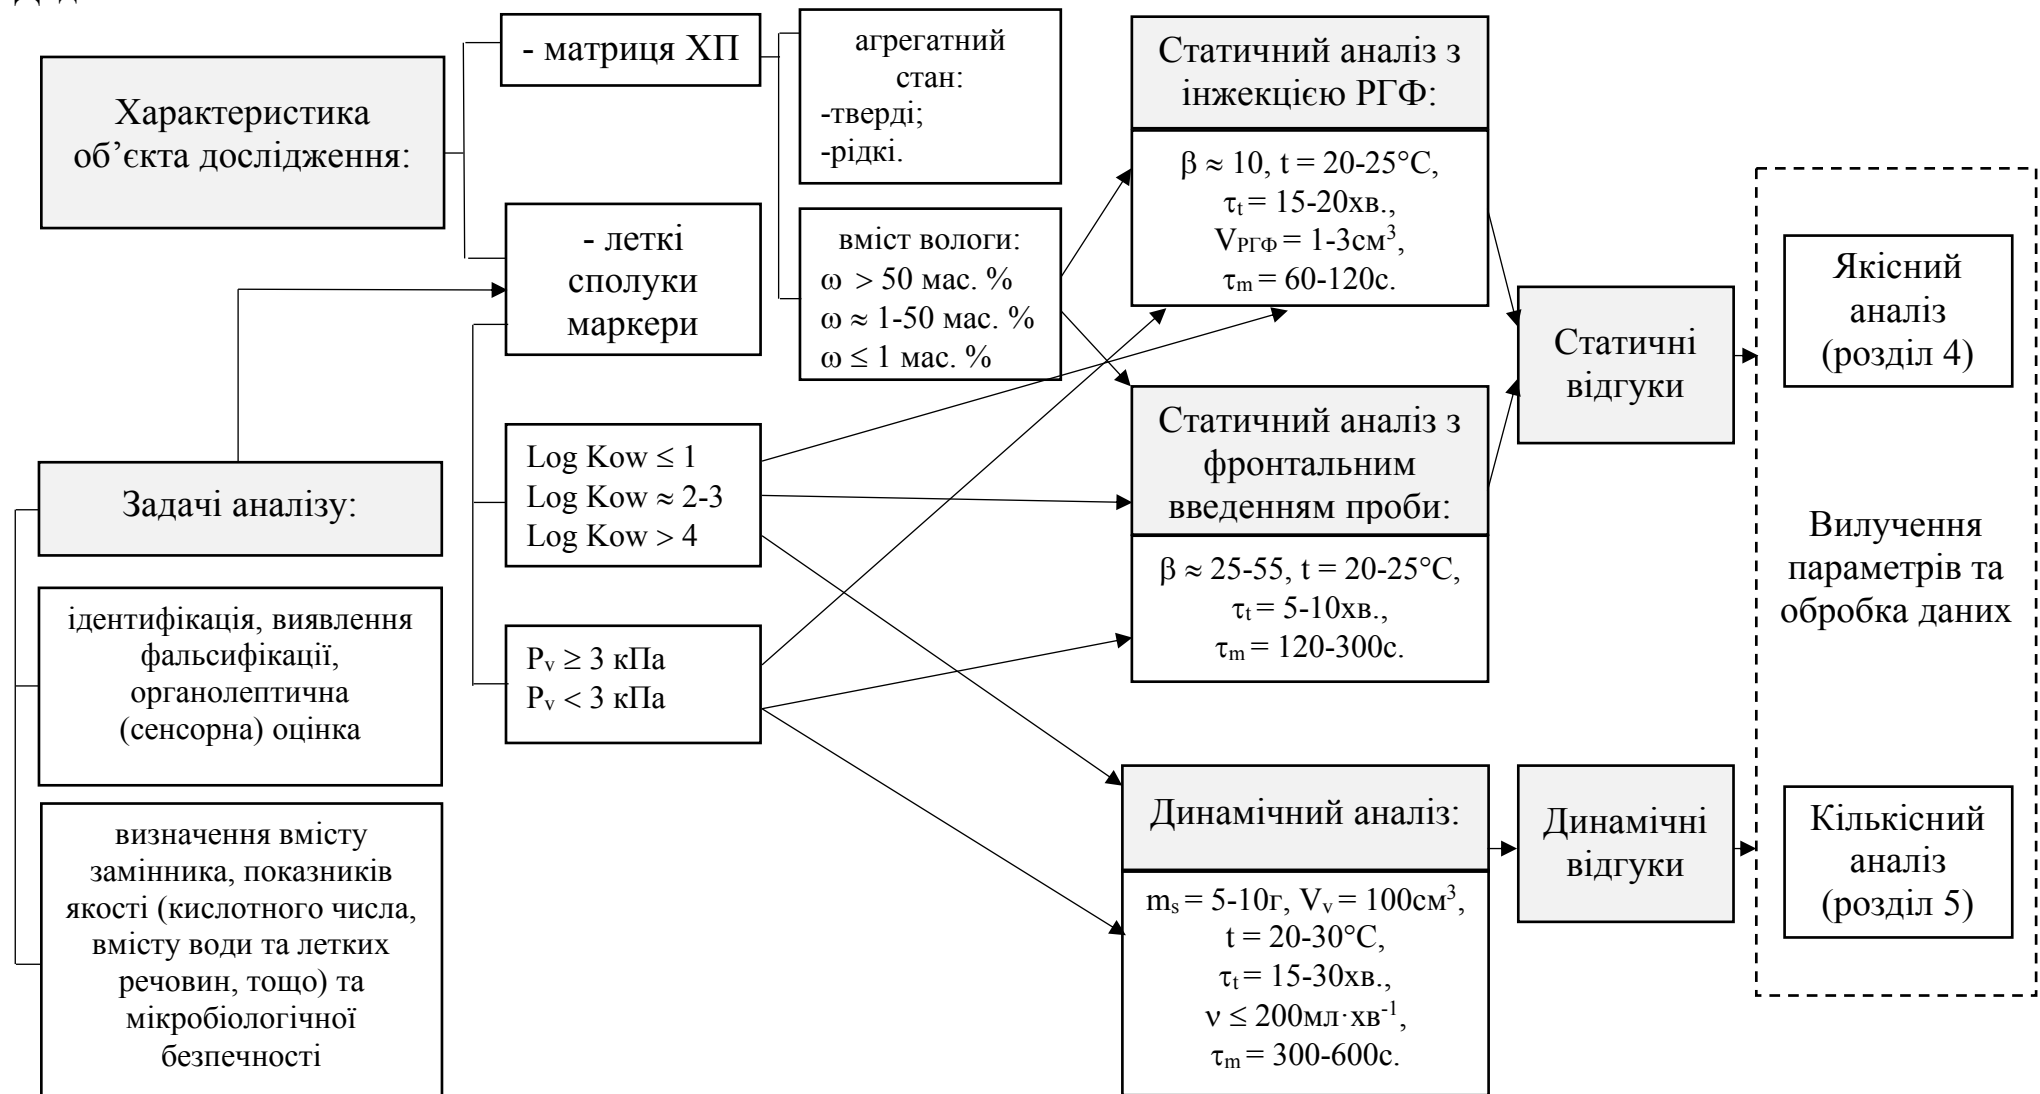 Характеристика
об’єкта дослідження:
- матриця ХП
агрегатний
стан:
-тверді;
-рідкі.
- леткі
сполуки
маркери
вміст вологи:
ω > 50 мас. %
ω ≈ 1-50 мас. %
ω ≤ 1 мас. %
Задачі аналізу:
ідентифікація, виявлення
фальсифікації,
органолептична
(сенсорна) оцінка
визначення вмісту
замінника, показників
якості (кислотного числа,
вмісту води та летких
речовин, тощо) та
мікробіологічної
безпечності
Log Kow ≤ 1
Log Kow ≈ 2-3
Log Kow > 4
Pᵥ ≥ 3 кПа
Pᵥ < 3 кПа
Статичний аналіз з
інжекцією РГФ:
β ≈ 10, t = 20-25°C,
τt = 15-20хв.,
VРГФ = 1-3см³,
τm = 60-120с.
Статичний аналіз з
фронтальним
введенням проби:
β ≈ 25-55, t = 20-25°C,
τt = 5-10хв.,
τm = 120-300с.
Динамічний аналіз:
ms = 5-10г, Vv = 100см³,
t = 20-30°C,
τt = 15-30хв.,
ν ≤ 200мл·хв⁻¹,
τm = 300-600с.
Статичні
відгуки
Динамічні
відгуки
Якісний
аналіз
(розділ 4)
Вилучення
параметрів та
обробка даних
Кількісний
аналіз
(розділ 5)